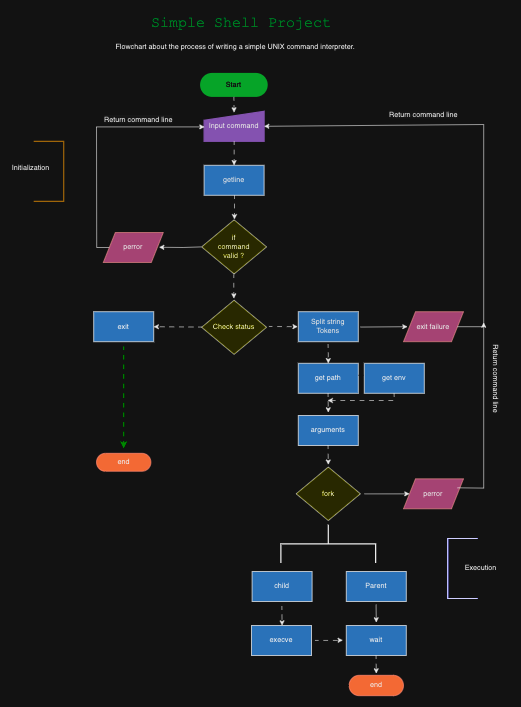 Simple Shell Project
Flowchart about the process of writing a simple UNIX command interpreter.
Start
Return command line
Input command
Return command line
Initialization
getline
if
command
valid ?
perror
exit
Check status
Split string
Tokens
exit failure
get path
get env
Return command line
arguments
end
fork
perror
Execution
child
Parent
execve
wait
end